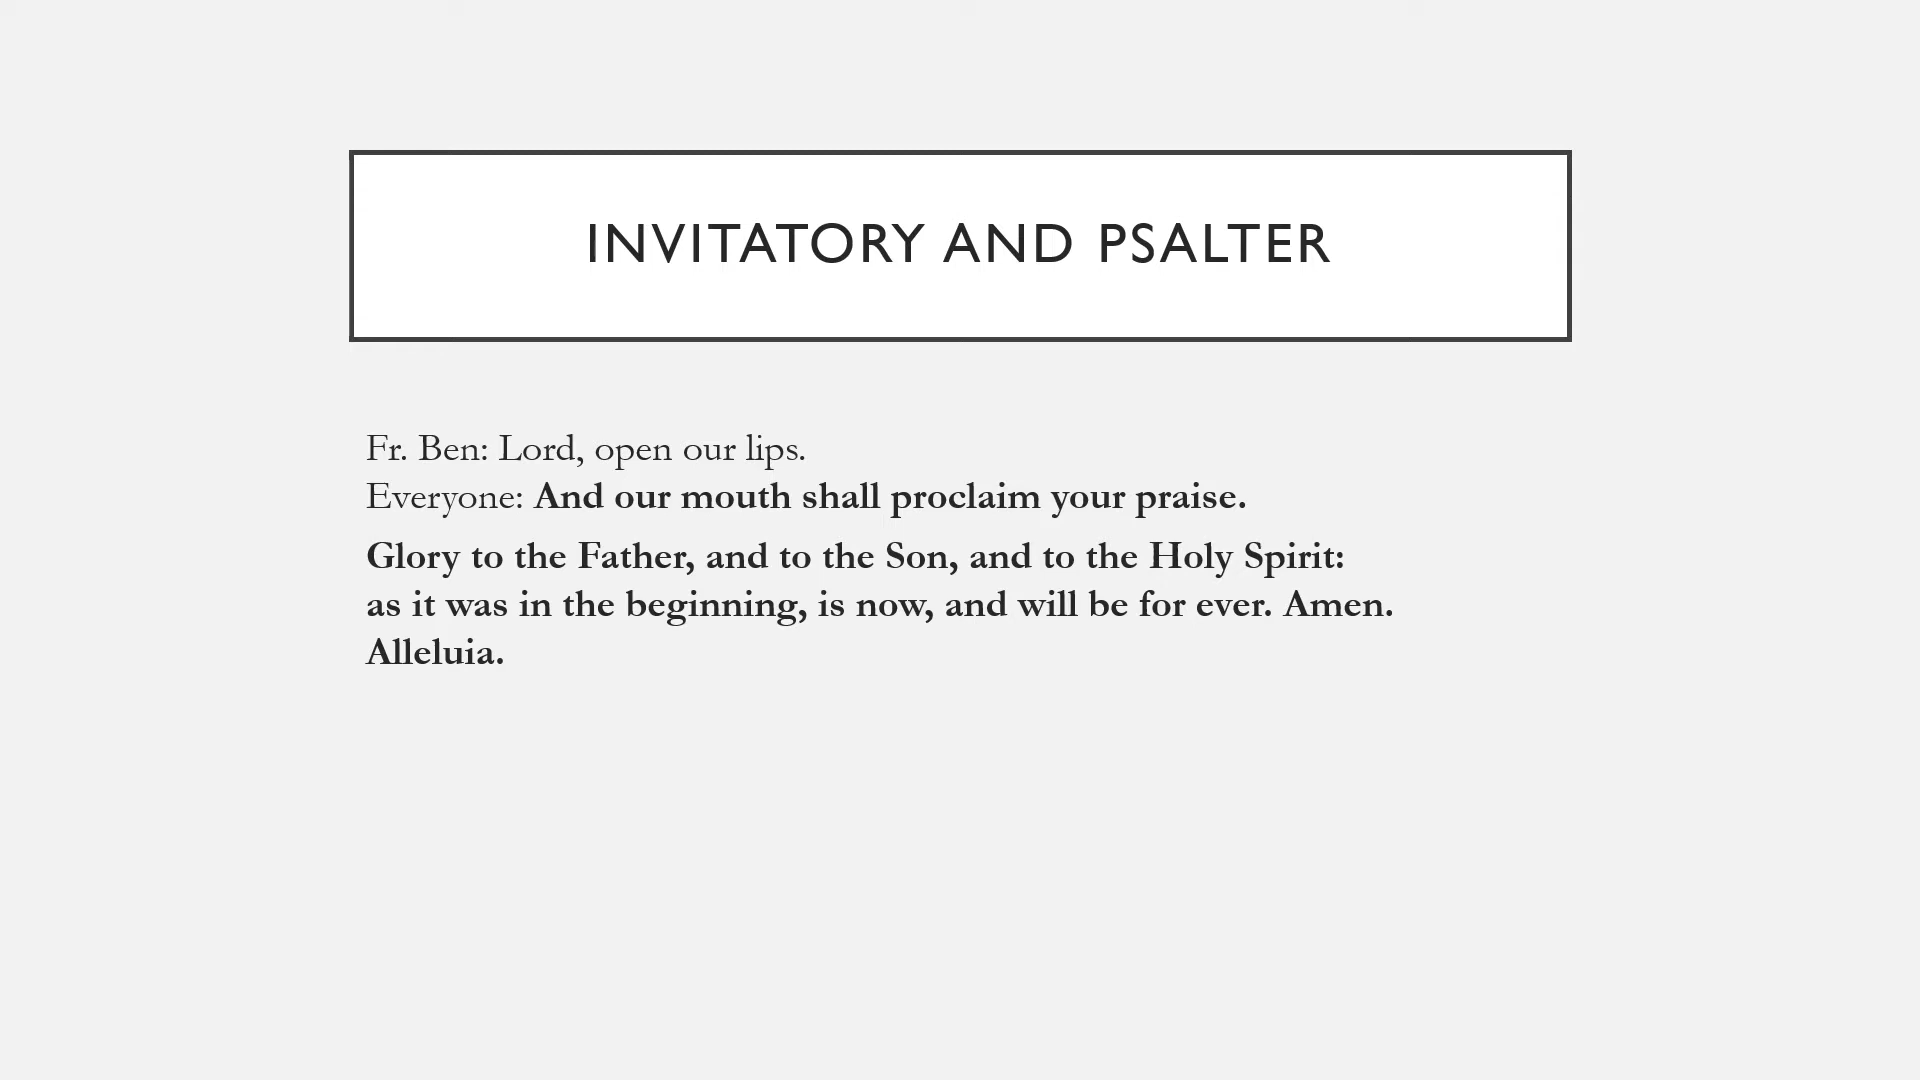 INVITATORY AND PSALTER
Fr. Ben: Lord, open our lips.
Everyone: And our mouth shall proclaim your praise.
Glory to the Father, and to the Son, and to the Holy Spirit:
as it was in the beginning, is now, and will be for ever. Amen.
Alleluia.